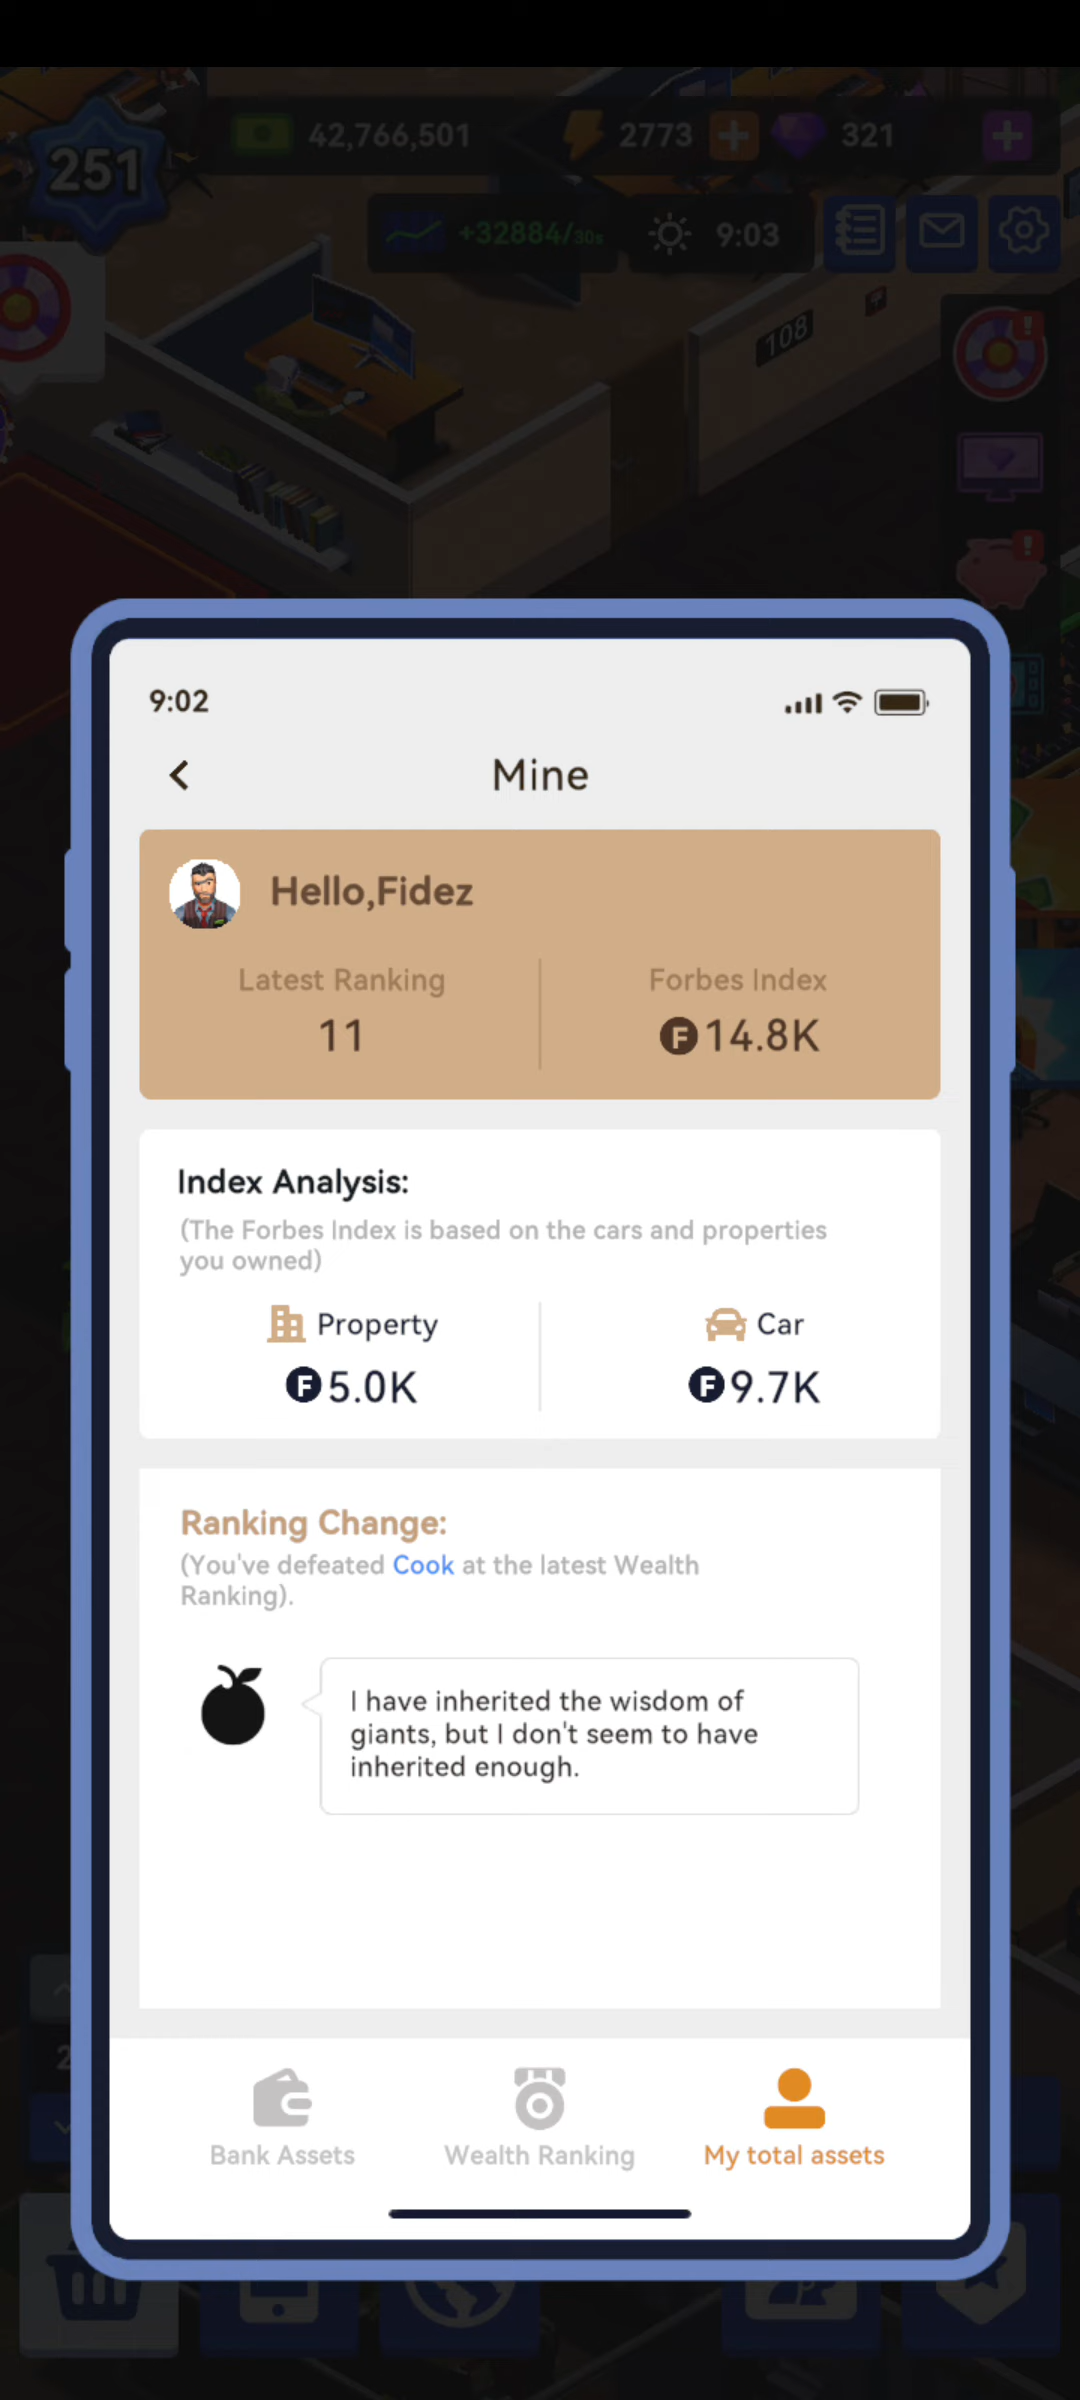 251
42,766,501
2773
321
+32884/30s
9:03
108
9:02
Mine
Hello,Fidez
Latest Ranking
Forbes Index
11
F 14.8K
Index Analysis:
(The Forbes Index is based on the cars and properties
you owned)
Property
Car
F 5.0K
F 9.7K
Ranking Change:
(You've defeated Cook at the latest Wealth
Ranking).
I have inherited the wisdom of
giants, but I don't seem to have
inherited enough.
Bank Assets
Wealth Ranking
My total assets